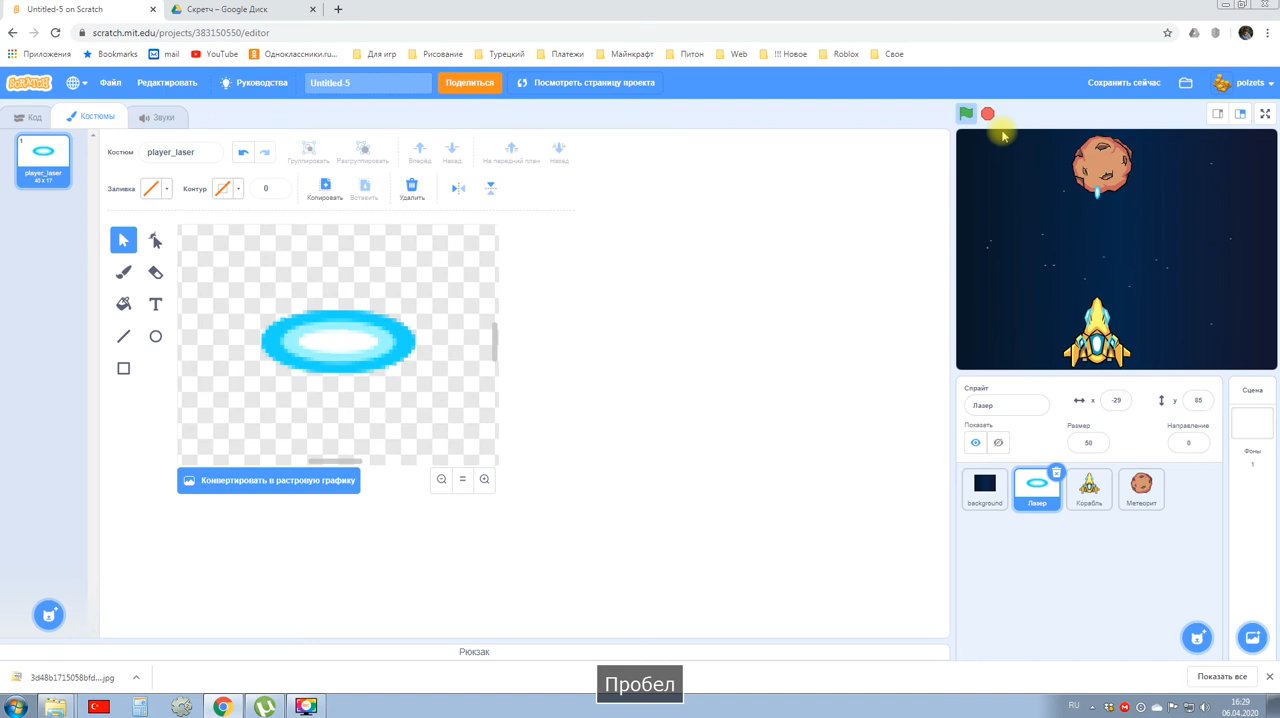 Untitled-5 on Scratch
Скретч – Google Диск
scratch.mit.edu/projects/383150550/editor
Приложения
Bookmarks
mail
YouTube
Одноклассники.ru...
Для игр
Рисование
Турецкий
Платежи
Майнкрафт
Питон
Web
!!! Новое
Roblox
Свое
SCRATCH
Файл
Редактировать
Руководства
Untitled-5
Поделиться
Посмотреть страницу проекта
Сохранить сейчас
polzets
Код
Костюмы
Звуки
1
player_laser
40 x 17
Костюм
player_laser
Группировать
Разгруппировать
Вперёд
Назад
На передний план
Назад
Заливка
Контур
0
Копировать
Вставить
Удалить
T
Конвертировать в растровую графику
Спрайт
Лазер
x
-29
y
85
Показать
Размер
50
Направление
0
background
Лазер
Корабль
Метеорит
Сцена
Фоны
1
Рюкзак
Пробел
3d48b1715058bfd....jpg
Показать все
RU
16:29
06.04.2020